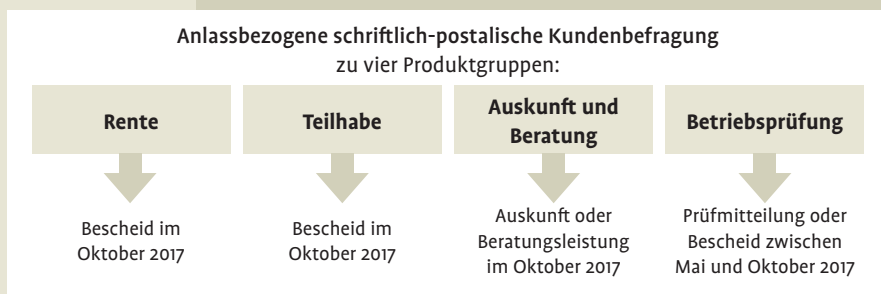 Anlassbezogene schriftlich-postalische Kundenbefragung
zu vier Produktgruppen:
Rente
Teilhabe
Auskunft und
Beratung
Betriebsprüfung
Bescheid im
Oktober 2017
Bescheid im
Oktober 2017
Auskunft oder
Beratungsleistung
im Oktober 2017
Prüfmitteilung oder
Bescheid zwischen
Mai und Oktober 2017